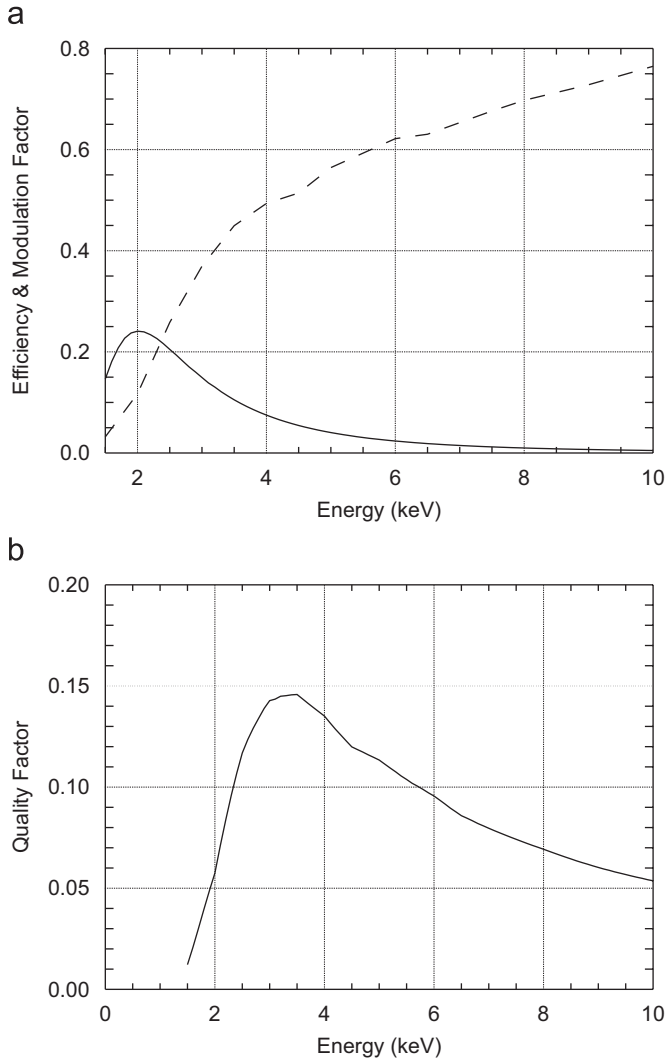 a
0.8
0.6
0.4
0.2
0.0
Efficiency & Modulation Factor
2 4 6 8 10
Energy (keV)
b
0.20
0.15
0.10
0.05
0.00
Quality Factor
0 2 4 6 8 10
Energy (keV)